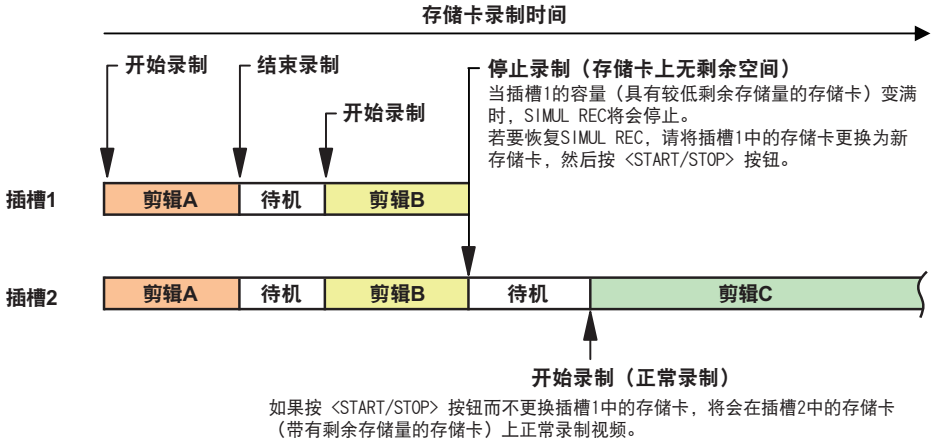 存储卡录制时间
开始录制
结束录制
开始录制
停止录制（存储卡上无剩余空间）
当插槽1的容量（具有较低剩余存储量的存储卡）变满
时，SIMUL REC将会停止。
若要恢复SIMUL REC，请将插槽1中的存储卡更换为新
存储卡，然后按 <START/STOP> 按钮。
插槽1
剪辑A
待机
剪辑B
插槽2
剪辑A
待机
剪辑B
待机
剪辑C
开始录制（正常录制）
如果按 <START/STOP> 按钮而不更换插槽1中的存储卡，将会在插槽2中的存储卡
（带有剩余存储量的存储卡）上正常录制视频。